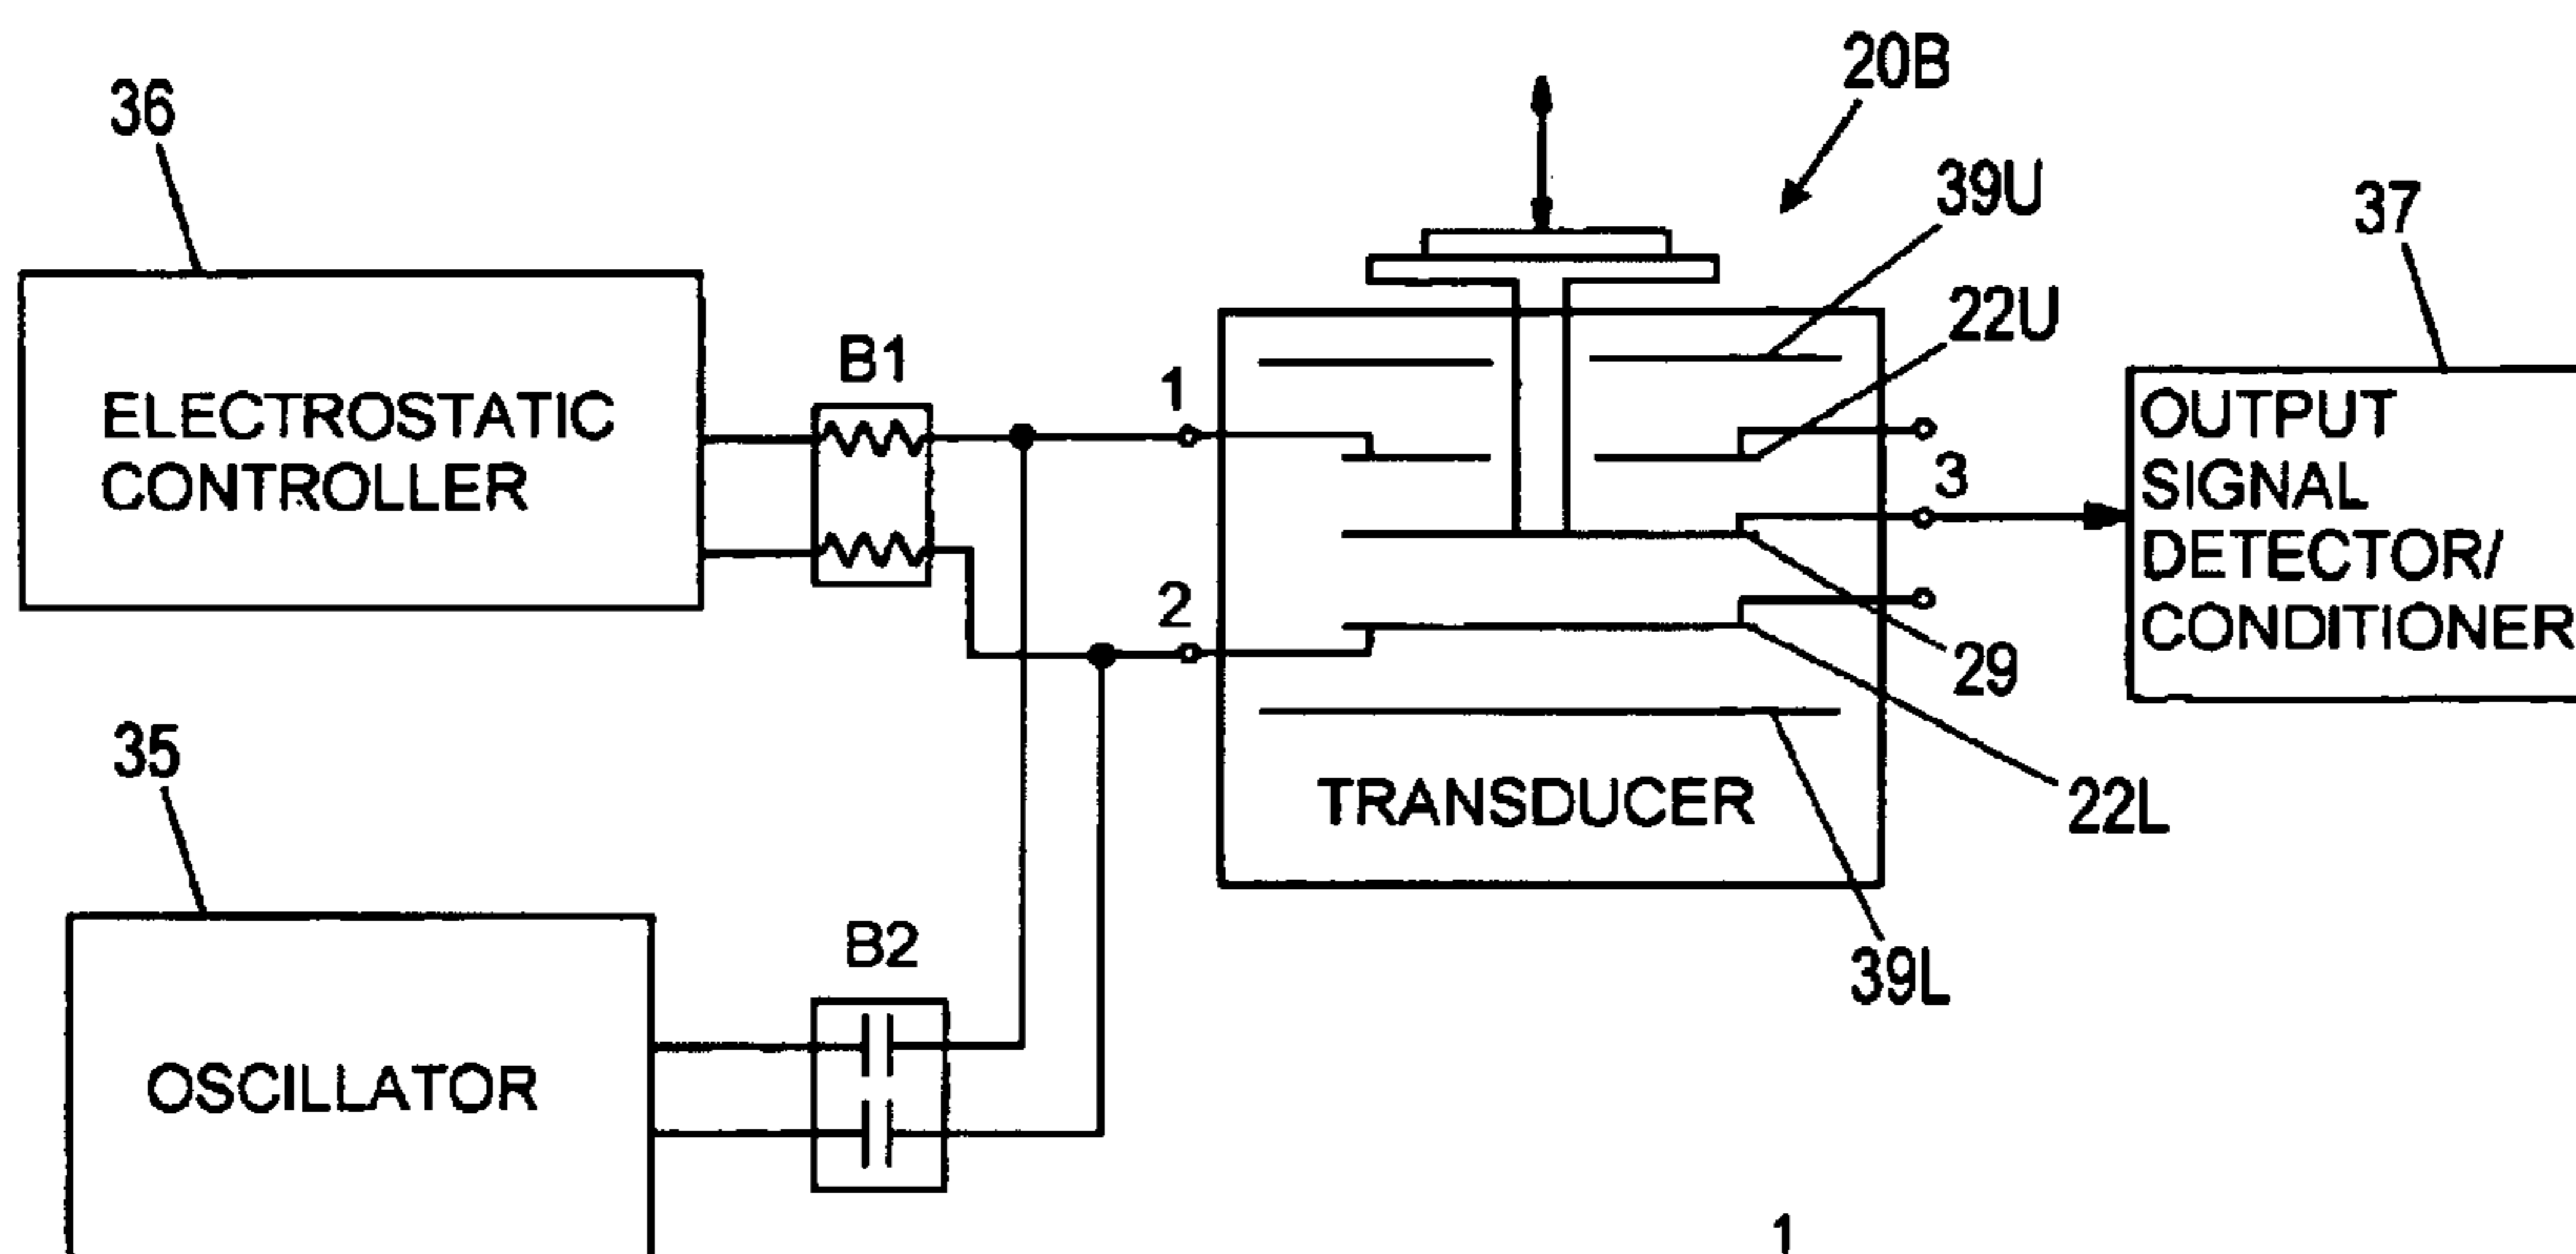 20B
36
39U
37
22U
B1
1
ELECTROSTATIC
CONTROLLER
OUTPUT
SIGNAL
DETECTOR/
CONDITIONER
3
2
29
35
TRANSDUCER
22L
B2
39L
OSCILLATOR
1